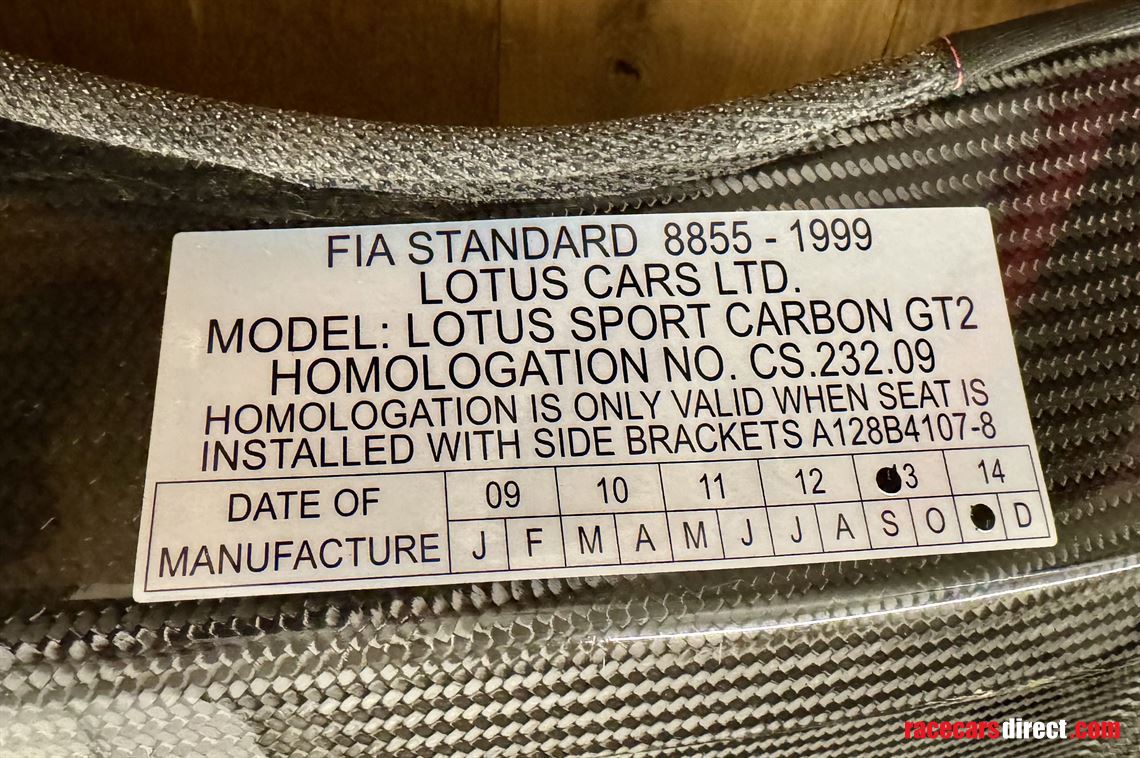 FIA STANDARD 8855 - 1999
LOTUS CARS LTD.
MODEL: LOTUS SPORT CARBON GT2
HOMOLOGATION NO. CS.232.09
HOMOLOGATION IS ONLY VALID WHEN SEAT IS
INSTALLED WITH SIDE BRACKETS A128B4107-8
DATE OF MANUFACTURE
09 10 11 12 3 14
J F M A M J J A S O D
racecarsdirect.com